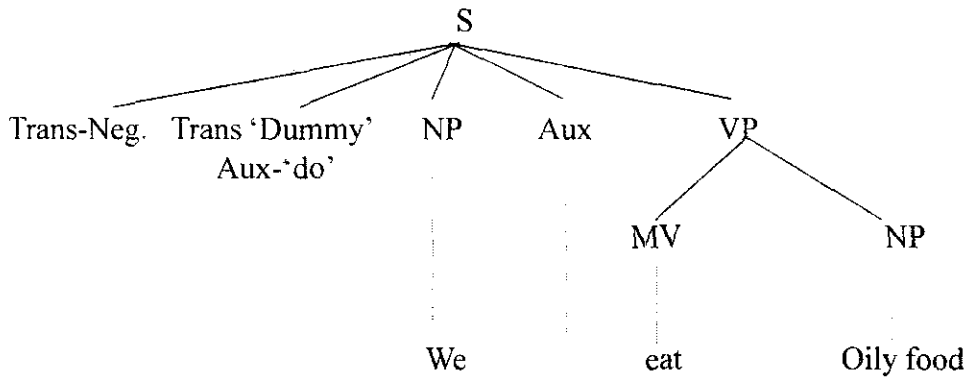 S
Trans-Neg. Trans ‘Dummy’ NP Aux VP
Aux-‘do’
MV NP
We eat Oily food